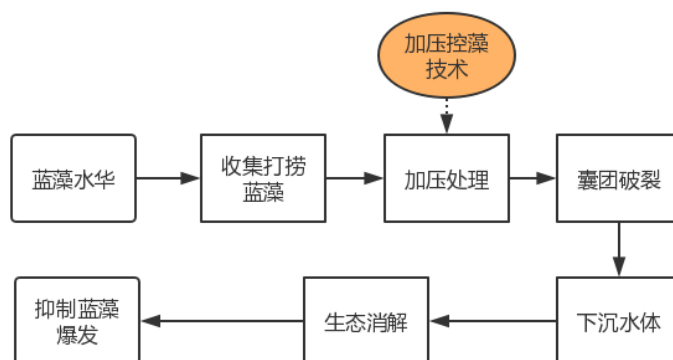 加压控藻
技术
蓝藻水华
收集打捞
蓝藻
加压处理
囊团破裂
下沉水体
生态消解
抑制蓝藻
爆发